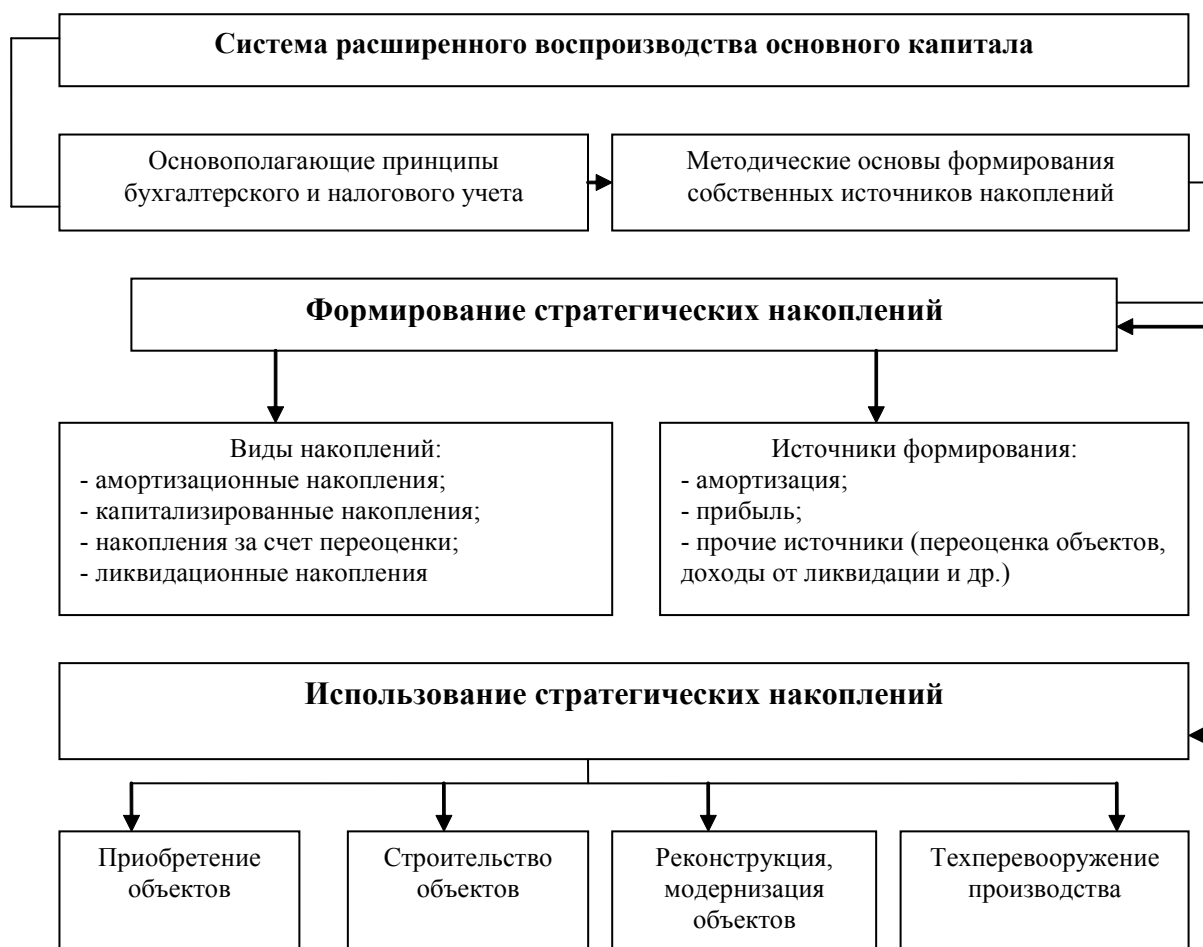 Система расширенного воспроизводства основного капитала
Основополагающие принципы
бухгалтерского и налогового учета
Методические основы формирования
собственных источников накоплений
Формирование стратегических накоплений
Виды накоплений:
- амортизационные накопления;
- капитализированные накопления;
- накопления за счет переоценки;
- ликвидационные накопления
Источники формирования:
- амортизация;
- прибыль;
- прочие источники (переоценка объектов,
доходы от ликвидации и др.)
Использование стратегических накоплений
Приобретение
объектов
Строительство
объектов
Реконструкция,
модернизация
объектов
Техперевооружение
производства